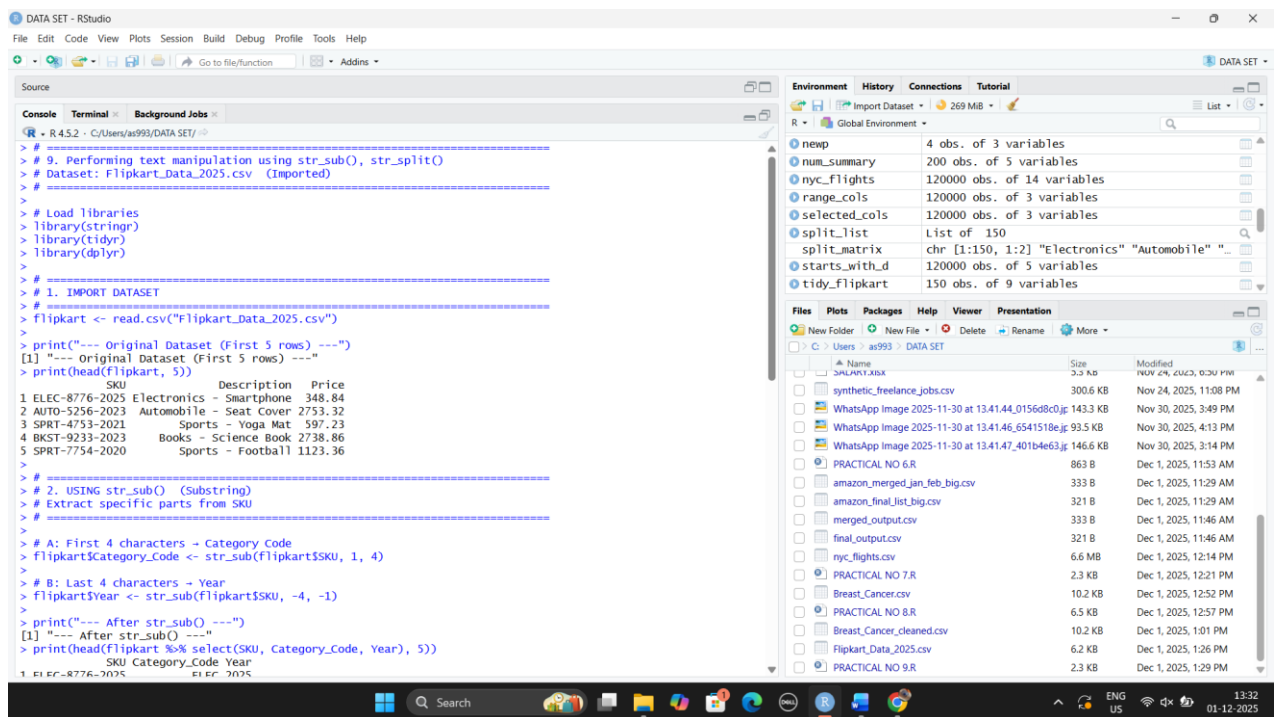 DATA SET - RStudio
File Edit Code View Plots Session Build Debug Profile Tools Help
Go to file/function Addins DATA SET
Source
Console Terminal Background Jobs
R 4.5.2 · C:/Users/as993/DATA SET/
> # ======================================================================
> # 9. Performing text manipulation using str_sub(), str_split()
> # Dataset: Flipkart_Data_2025.csv  (Imported)
> # ======================================================================
>
> # Load libraries
> library(stringr)
> library(tidyr)
> library(dplyr)
>
> # ======================================================================
> # 1. IMPORT DATASET
> # ======================================================================
> flipkart <- read.csv("Flipkart_Data_2025.csv")
>
> print("--- Original Dataset (First 5 rows) ---")
[1] "--- Original Dataset (First 5 rows) ---"
> print(head(flipkart, 5))
SKU Description Price
1 ELEC-8776-2025 Electronics - Smartphone 348.84
2 AUTO-5256-2023 Automobile - Seat Cover 2753.32
3 SPRT-4753-2021 Sports - Yoga Mat 597.23
4 BKST-9233-2023 Books - Science Book 2738.86
5 SPRT-7754-2020 Sports - Football 1123.36
>
> # ======================================================================
> # 2. USING str_sub()  (Substring)
> # Extract specific parts from SKU
> # ======================================================================
>
> # A: First 4 characters → Category Code
> flipkart$Category_Code <- str_sub(flipkart$SKU, 1, 4)
>
> # B: Last 4 characters → Year
> flipkart$Year <- str_sub(flipkart$SKU, -4, -1)
>
> print("--- After str_sub() ---")
[1] "--- After str_sub() ---"
> print(head(flipkart %>% select(SKU, Category_Code, Year), 5))
SKU Category_Code Year
1 ELEC-8776-2025 ELEC 2025
Environment History Connections Tutorial
Import Dataset 269 MiB List
R Global Environment
newp 4 obs. of 3 variables
num_summary 200 obs. of 5 variables
nyc_flights 120000 obs. of 14 variables
range_cols 120000 obs. of 3 variables
selected_cols 120000 obs. of 3 variables
split_list List of 150
split_matrix chr [1:150, 1:2] "Electronics" "Automobile" "...
starts_with_d 120000 obs. of 5 variables
tidy_flipkart 150 obs. of 9 variables
Files Plots Packages Help Viewer Presentation
New Folder New File Delete Rename More
C: > Users > as993 > DATA SET
Name Size Modified
SALARY.xlsx 5.3 KB Nov 24, 2025, 6:50 PM
synthetic_freelance_jobs.csv 300.6 KB Nov 24, 2025, 11:08 PM
WhatsApp Image 2025-11-30 at 13.41.44_0156d8c0.jp 143.3 KB Nov 30, 2025, 3:49 PM
WhatsApp Image 2025-11-30 at 13.41.46_6541518e.jp 93.5 KB Nov 30, 2025, 4:13 PM
WhatsApp Image 2025-11-30 at 13.41.47_401b4e63.jp 146.6 KB Nov 30, 2025, 3:14 PM
PRACTICAL NO 6.R 863 B Dec 1, 2025, 11:53 AM
amazon_merged_jan_feb_big.csv 333 B Dec 1, 2025, 11:29 AM
amazon_final_list_big.csv 321 B Dec 1, 2025, 11:29 AM
merged_output.csv 333 B Dec 1, 2025, 11:46 AM
final_output.csv 321 B Dec 1, 2025, 11:46 AM
nyc_flights.csv 6.6 MB Dec 1, 2025, 12:14 PM
PRACTICAL NO 7.R 2.3 KB Dec 1, 2025, 12:21 PM
Breast_Cancer.csv 10.2 KB Dec 1, 2025, 12:52 PM
PRACTICAL NO 8.R 6.5 KB Dec 1, 2025, 12:57 PM
Breast_Cancer_cleaned.csv 10.2 KB Dec 1, 2025, 1:01 PM
Flipkart_Data_2025.csv 6.2 KB Dec 1, 2025, 1:26 PM
PRACTICAL NO 9.R 2.3 KB Dec 1, 2025, 1:29 PM
Search
1
DELL
ENG
US
13:32
01-12-2025